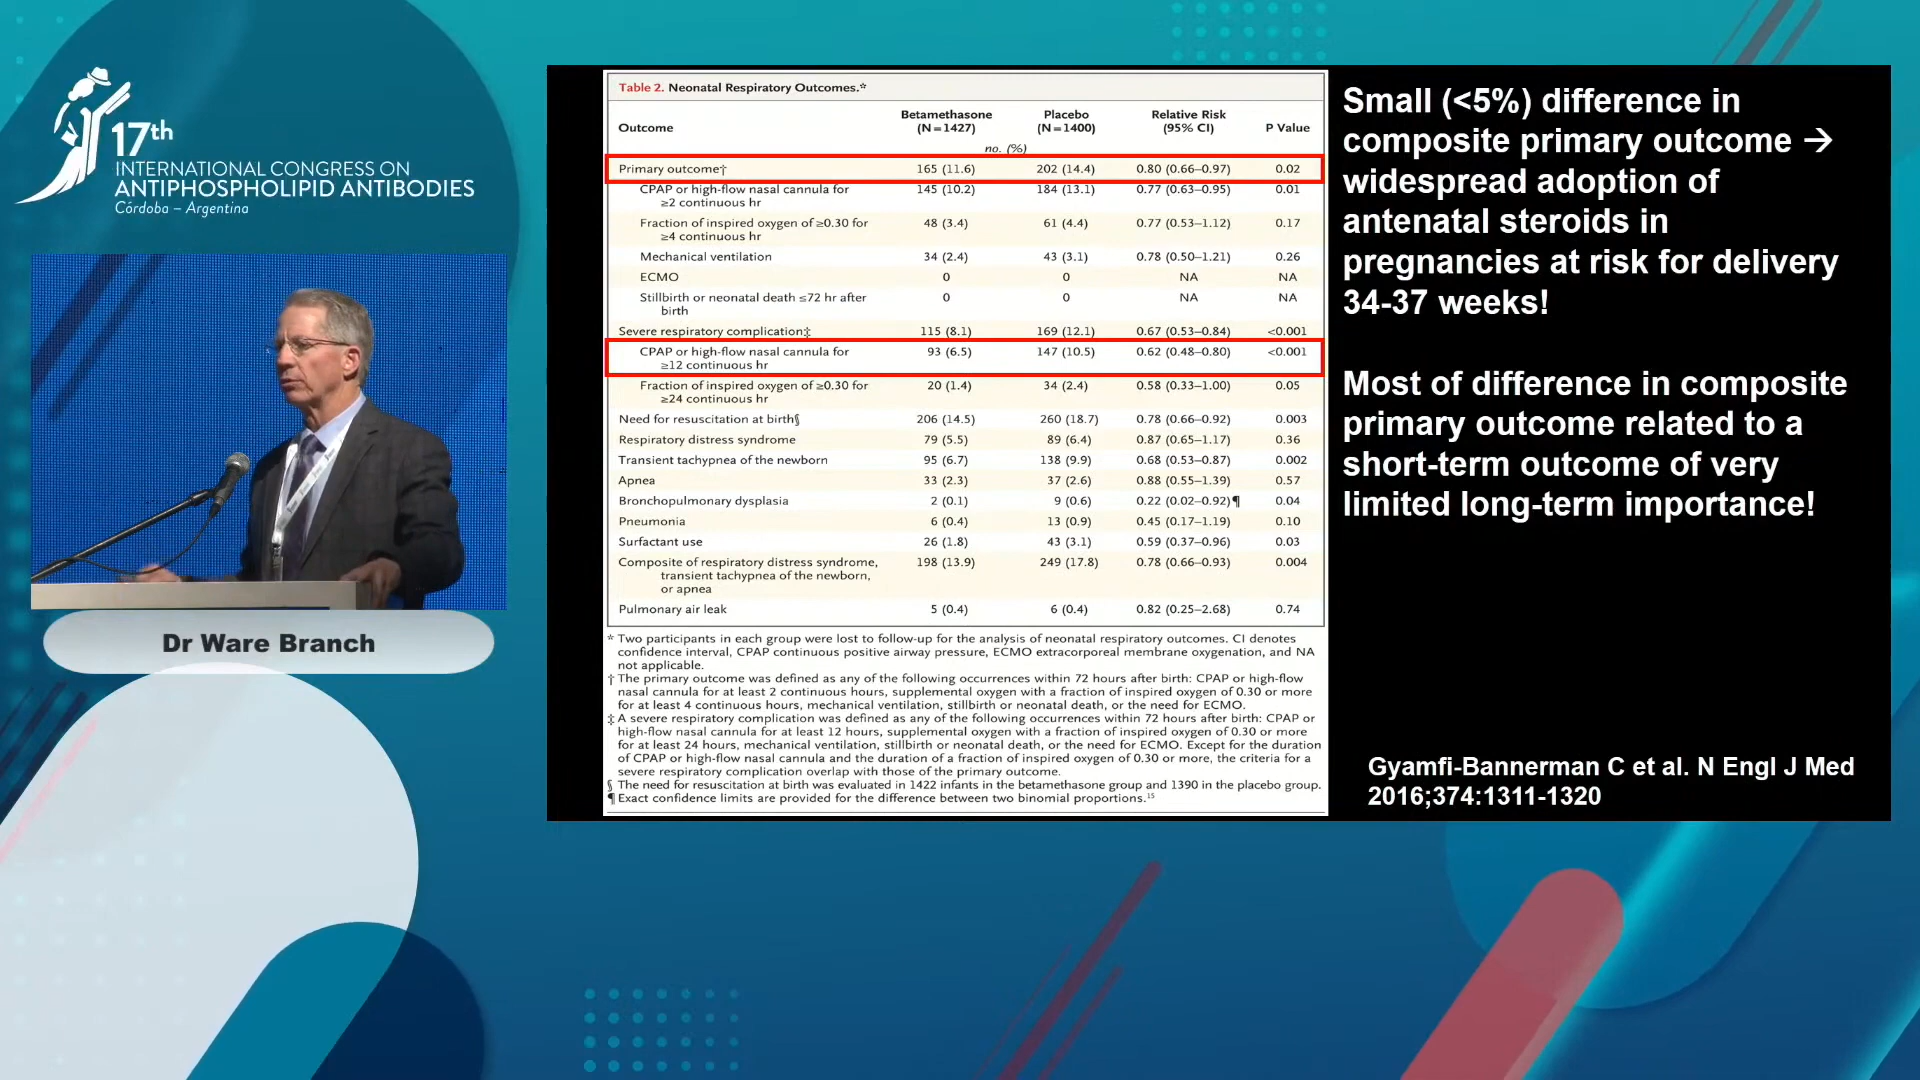 17th
INTERNATIONAL CONGRESS ON
ANTIPHOSPHOLIPID ANTIBODIES
Córdoba – Argentina
Dr Ware Branch
Table 2. Neonatal Respiratory Outcomes.*
Outcome Betamethasone (N=1427) Placebo (N=1400) Relative Risk (95% CI) P Value
no. (%)
Primary outcome† 165 (11.6) 202 (14.4) 0.80 (0.66–0.97) 0.02
CPAP or high-flow nasal cannula for 145 (10.2) 184 (13.1) 0.77 (0.63–0.95) 0.01
≥2 continuous hr
Fraction of inspired oxygen of ≥0.30 for 48 (3.4) 61 (4.4) 0.77 (0.53–1.12) 0.17
≥4 continuous hr
Mechanical ventilation 34 (2.4) 43 (3.1) 0.78 (0.50–1.21) 0.26
ECMO 0 0 NA NA
Stillbirth or neonatal death ≤72 hr after 0 0 NA NA
birth
Severe respiratory complication‡ 115 (8.1) 169 (12.1) 0.67 (0.53–0.84) <0.001
CPAP or high-flow nasal cannula for 93 (6.5) 147 (10.5) 0.62 (0.48–0.80) <0.001
≥12 continuous hr
Fraction of inspired oxygen of ≥0.30 for 20 (1.4) 34 (2.4) 0.58 (0.33–1.00) 0.05
≥24 continuous hr
Need for resuscitation at birth§ 206 (14.5) 260 (18.7) 0.78 (0.66–0.92) 0.003
Respiratory distress syndrome 79 (5.5) 89 (6.4) 0.87 (0.65–1.17) 0.36
Transient tachypnea of the newborn 95 (6.7) 138 (9.9) 0.68 (0.53–0.87) 0.002
Apnea 33 (2.3) 37 (2.6) 0.88 (0.55–1.39) 0.57
Bronchopulmonary dysplasia 2 (0.1) 9 (0.6) 0.22 (0.02–0.92)¶ 0.04
Pneumonia 6 (0.4) 13 (0.9) 0.45 (0.17–1.19) 0.10
Surfactant use 26 (1.8) 43 (3.1) 0.59 (0.37–0.96) 0.03
Composite of respiratory distress syndrome, 198 (13.9) 249 (17.8) 0.78 (0.66–0.93) 0.004
transient tachypnea of the newborn,
or apnea
Pulmonary air leak 5 (0.4) 6 (0.4) 0.82 (0.25–2.68) 0.74
* Two participants in each group were lost to follow-up for the analysis of neonatal respiratory outcomes. CI denotes
confidence interval, CPAP continuous positive airway pressure, ECMO extracorporeal membrane oxygenation, and NA
not applicable.
† The primary outcome was defined as any of the following occurrences within 72 hours after birth: CPAP or high-flow
nasal cannula for at least 2 continuous hours, supplemental oxygen with a fraction of inspired oxygen of 0.30 or more
for at least 4 continuous hours, mechanical ventilation, stillbirth or neonatal death, or the need for ECMO.
‡ A severe respiratory complication was defined as any of the following occurrences within 72 hours after birth: CPAP or
high-flow nasal cannula for at least 12 hours, supplemental oxygen with a fraction of inspired oxygen of 0.30 or more
for at least 24 hours, mechanical ventilation, stillbirth or neonatal death, or the need for ECMO. Except for the duration
of CPAP or high-flow nasal cannula and the duration of a fraction of inspired oxygen of 0.30 or more, the criteria for a
severe respiratory complication overlap with those of the primary outcome.
§ The need for resuscitation at birth was evaluated in 1422 infants in the betamethasone group and 1390 in the placebo group.
¶ Exact confidence limits are provided for the difference between two binomial proportions.15
Small (<5%) difference in
composite primary outcome →
widespread adoption of
antenatal steroids in
pregnancies at risk for delivery
34-37 weeks!
Most of difference in composite
primary outcome related to a
short-term outcome of very
limited long-term importance!
Gyamfi-Bannerman C et al. N Engl J Med
2016;374:1311-1320